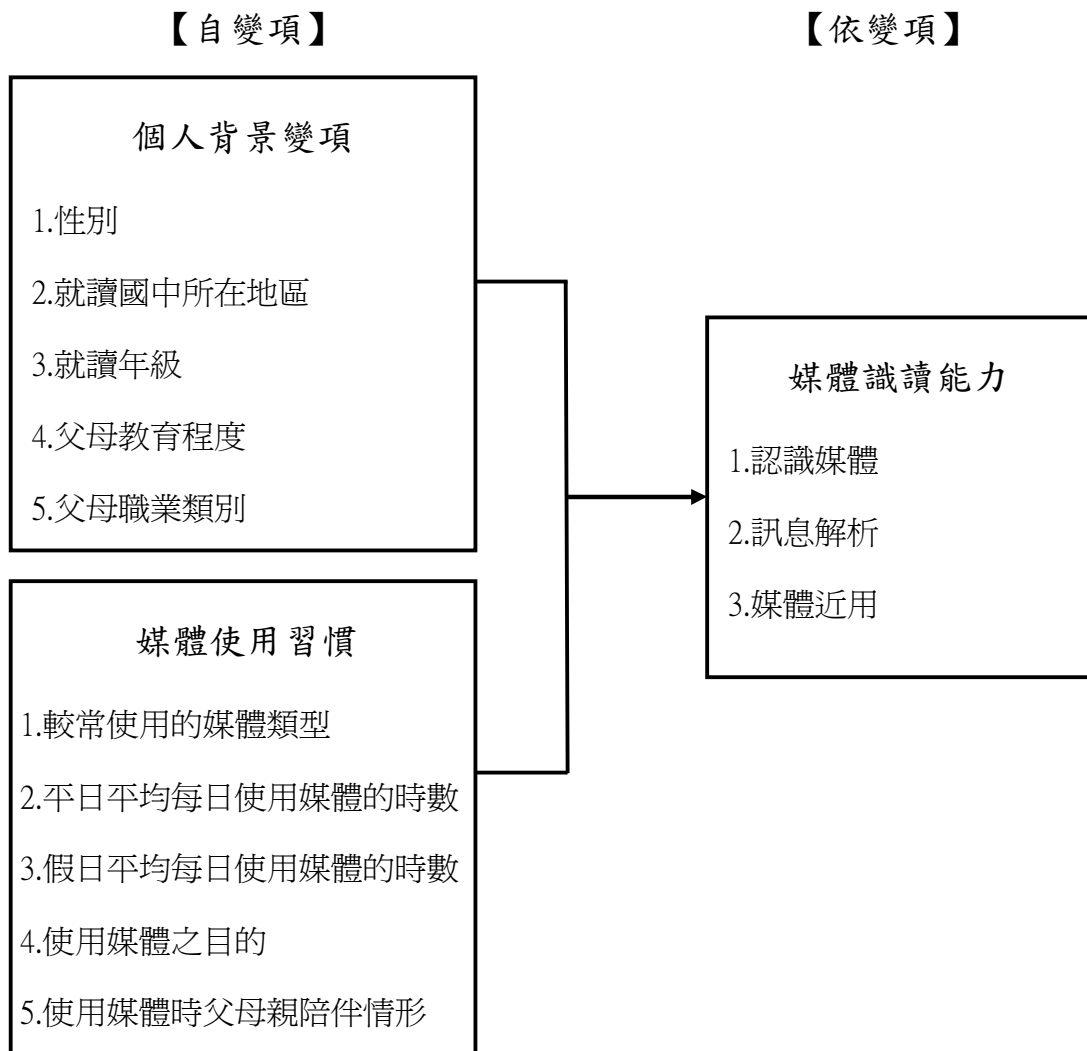 【自變項】
【依變項】
個人背景變項
1.性別
2.就讀國中所在地區
3.就讀年級
4.父母教育程度
5.父母職業類別
媒體使用習慣
1.較常使用的媒體類型
2.平日平均每日使用媒體的時數
3.假日平均每日使用媒體的時數
4.使用媒體之目的
5.使用媒體時父母親陪伴情形
媒體識讀能力
1.認識媒體
2.訊息解析
3.媒體近用